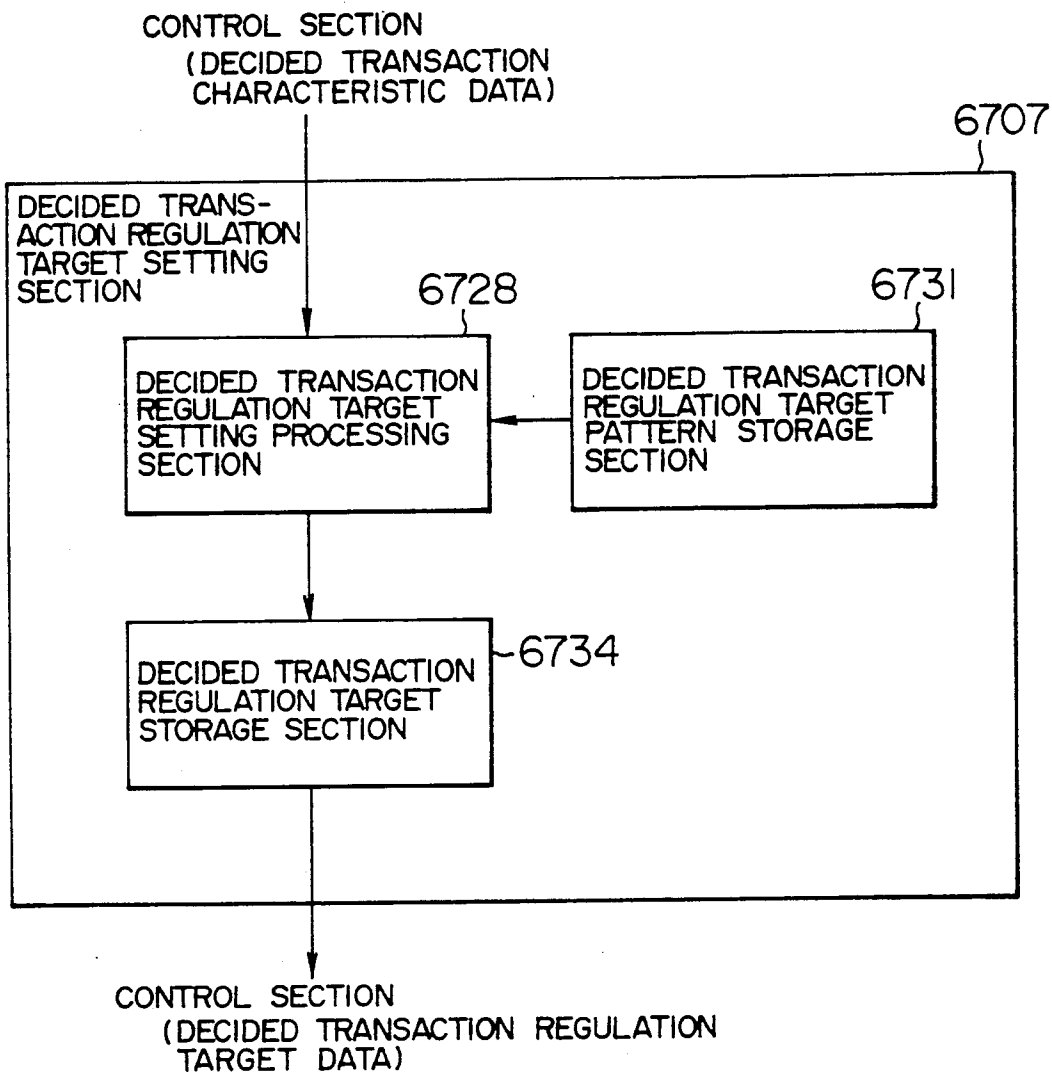 CONTROL SECTION
(DECIDED TRANSACTION
CHARACTERISTIC DATA)
6707
DECIDED TRANS-
ACTION REGULATION
TARGET SETTING
SECTION
6728
6731
DECIDED TRANSACTION
REGULATION TARGET
SETTING PROCESSING
SECTION
DECIDED TRANSACTION
REGULATION TARGET
PATTERN STORAGE
SECTION
6734
DECIDED TRANSACTION
REGULATION TARGET
STORAGE SECTION
CONTROL SECTION
(DECIDED TRANSACTION REGULATION
TARGET DATA)